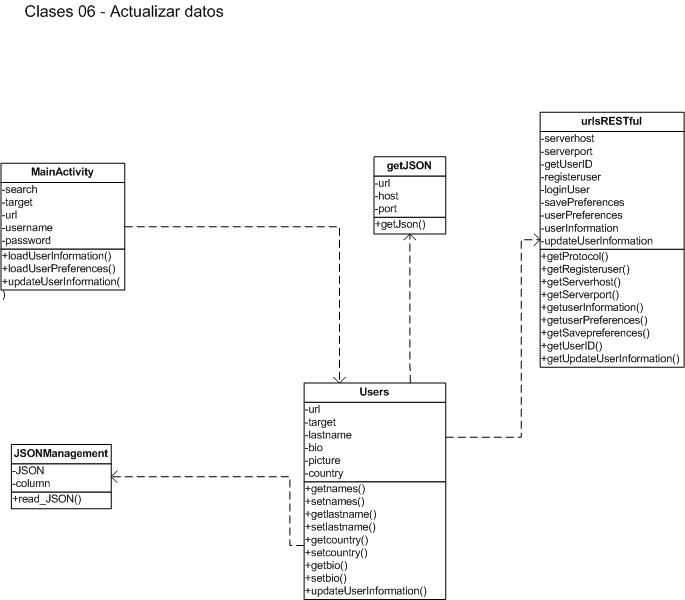 Clases 06 - Actualizar datos
MainActivity
-search
-target
-url
-username
-password
+loadUserInformation()
+loadUserPreferences()
+updateUserInformation(
)
getJSON
-url
-host
-port
+getJson()
urlsRESTful
-serverhost
-serverport
-getUserID
-registeruser
-loginUser
-savePreferences
-userPreferences
-userInformation
-updateUserInformation
+getProtocol()
+getRegisteruser()
+getServerhost()
+getServerport()
+getuserInformation()
+getuserPreferences()
+getSavepreferences()
+getUserID()
+getUpdateUserInformation()
JSONManagement
-JSON
-column
+read_JSON()
Users
-url
-target
-lastname
-bio
-picture
-country
+getnames()
+setnames()
+getlastname()
+setlastname()
+getcountry()
+setcountry()
+getbio()
+setbio()
+updateUserInformation()